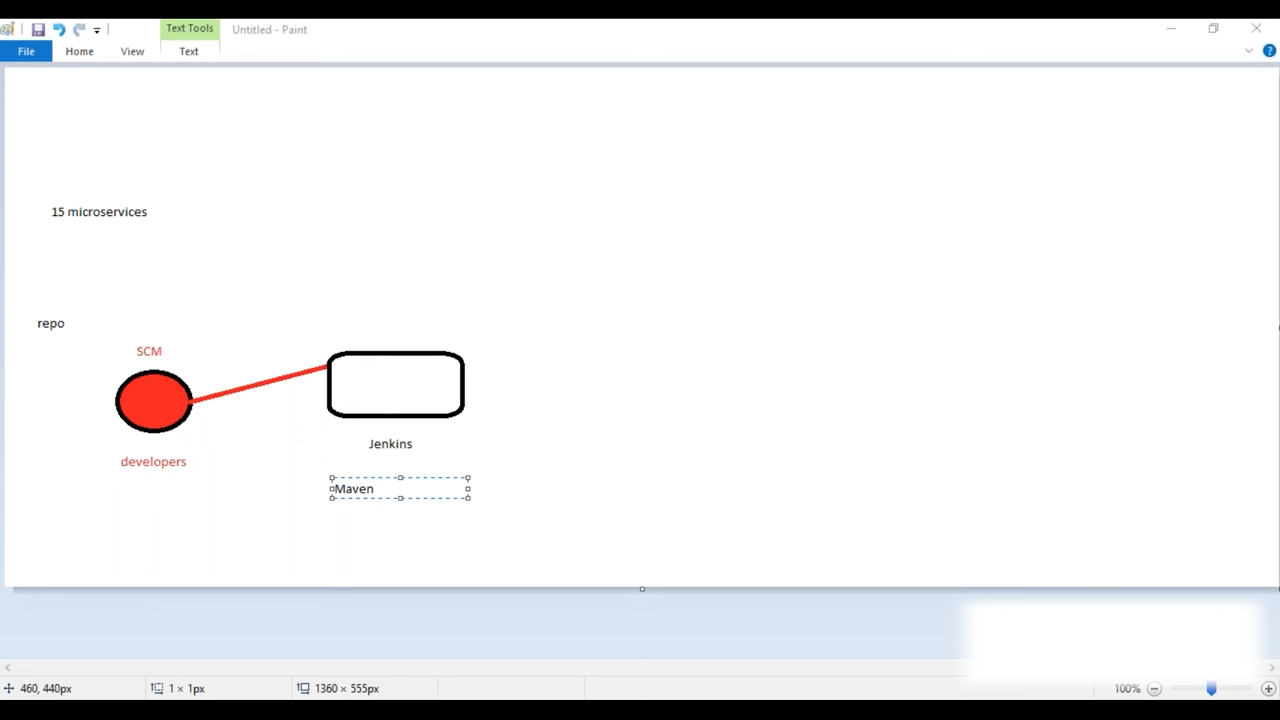 Text Tools
Untitled - Paint
File
Home
View
Text
15 microservices
repo
SCM
developers
Jenkins
Maven
460, 440px
1 × 1px
1360 × 555px
100%